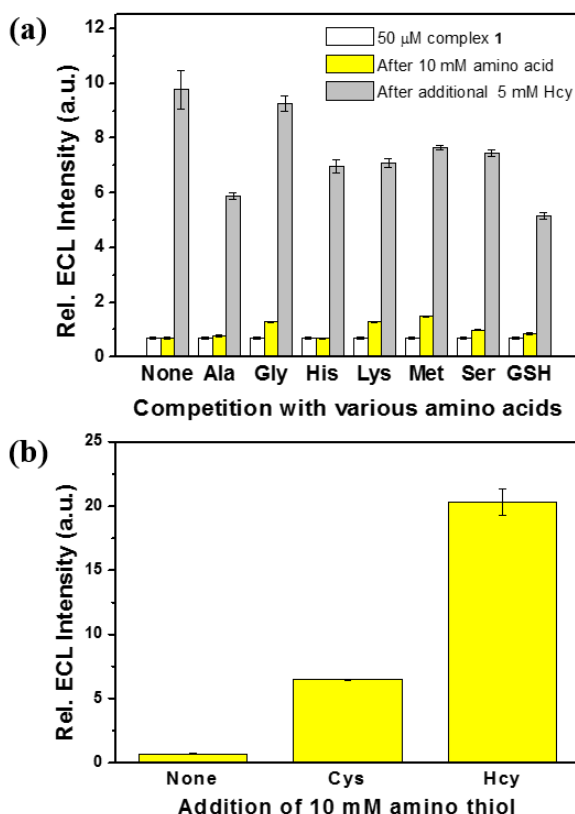 (a)
12
10
8
6
4
2
0
Rel. ECL Intensity (a.u.)
50 μM complex 1
After 10 mM amino acid
After additional 5 mM Hcy
None Ala Gly His Lys Met Ser GSH
Competition with various amino acids
(b)
25
20
15
10
5
0
Rel. ECL Intensity (a.u.)
None Cys Hcy
Addition of 10 mM amino thiol